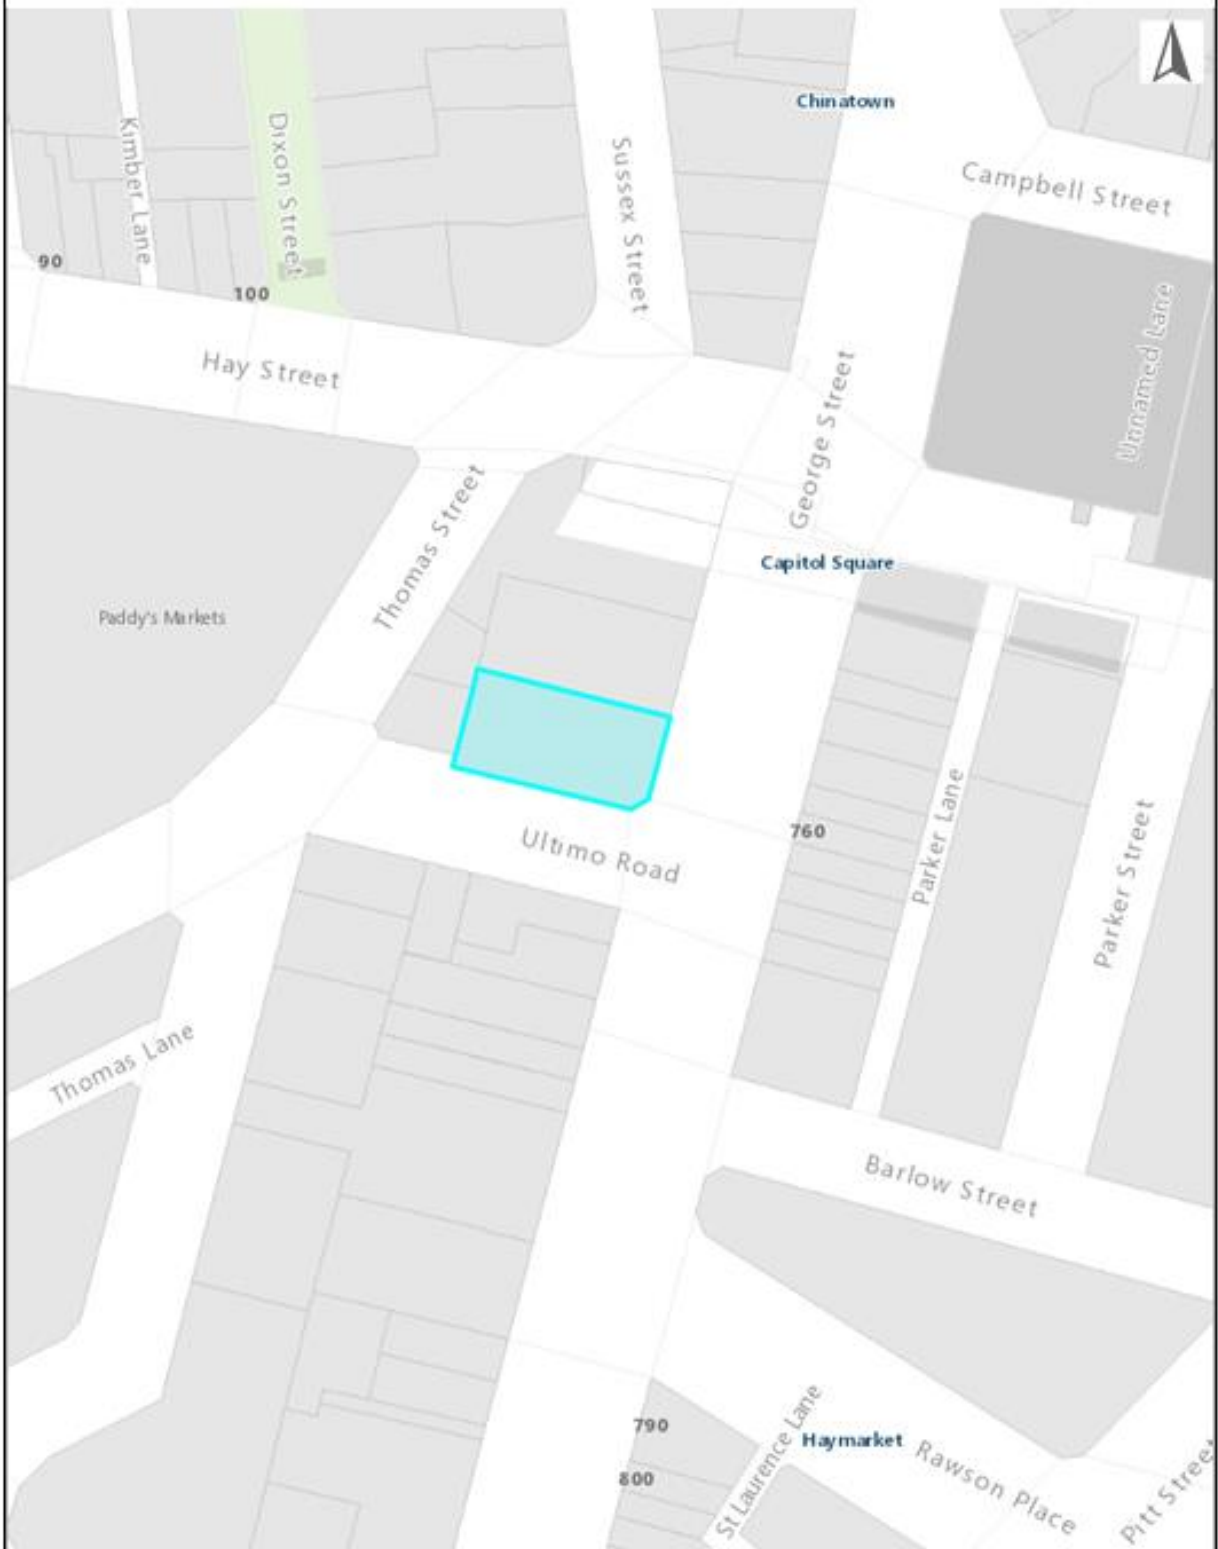 Chinatown
Kimber Lane
Dixon Street
Sussex Street
Campbell Street
90
100
Unnamed Lane
Hay Street
George Street
Thomas Street
Capitol Square
Paddy's Markets
Ultimo Road
760
Parker Lane
Parker Street
Thomas Lane
Barlow Street
790
Haymarket
800
St Laurence Lane
Rawson Place
Pitt Street